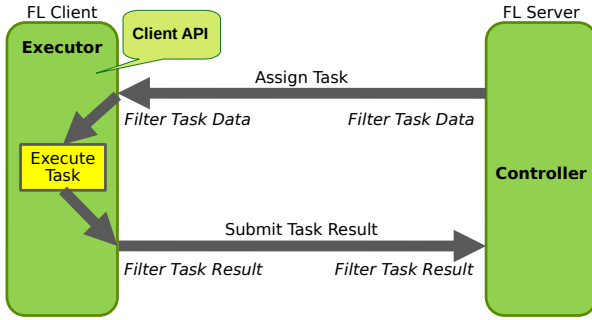 FL Client
FL Server
Executor
Client API
Assign Task
Filter Task Data
Filter Task Data
Execute
Task
Controller
Submit Task Result
Filter Task Result
Filter Task Result